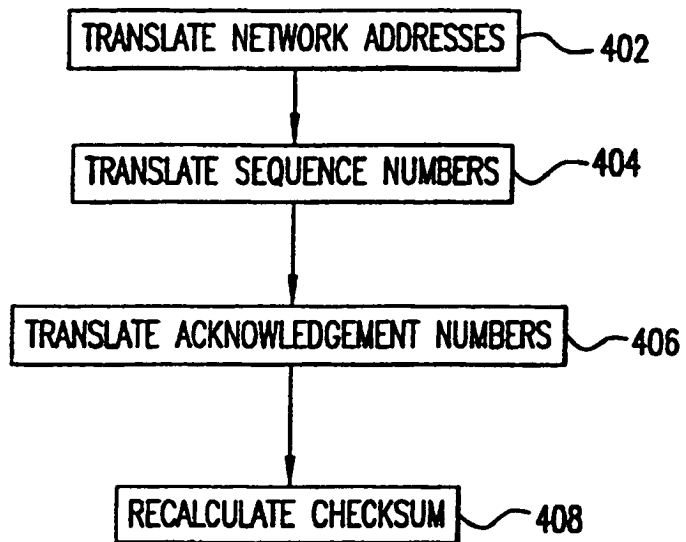 TRANSLATE NETWORK ADDRESSES
402
TRANSLATE SEQUENCE NUMBERS
404
TRANSLATE ACKNOWLEDGEMENT NUMBERS
406
RECALCULATE CHECKSUM
408